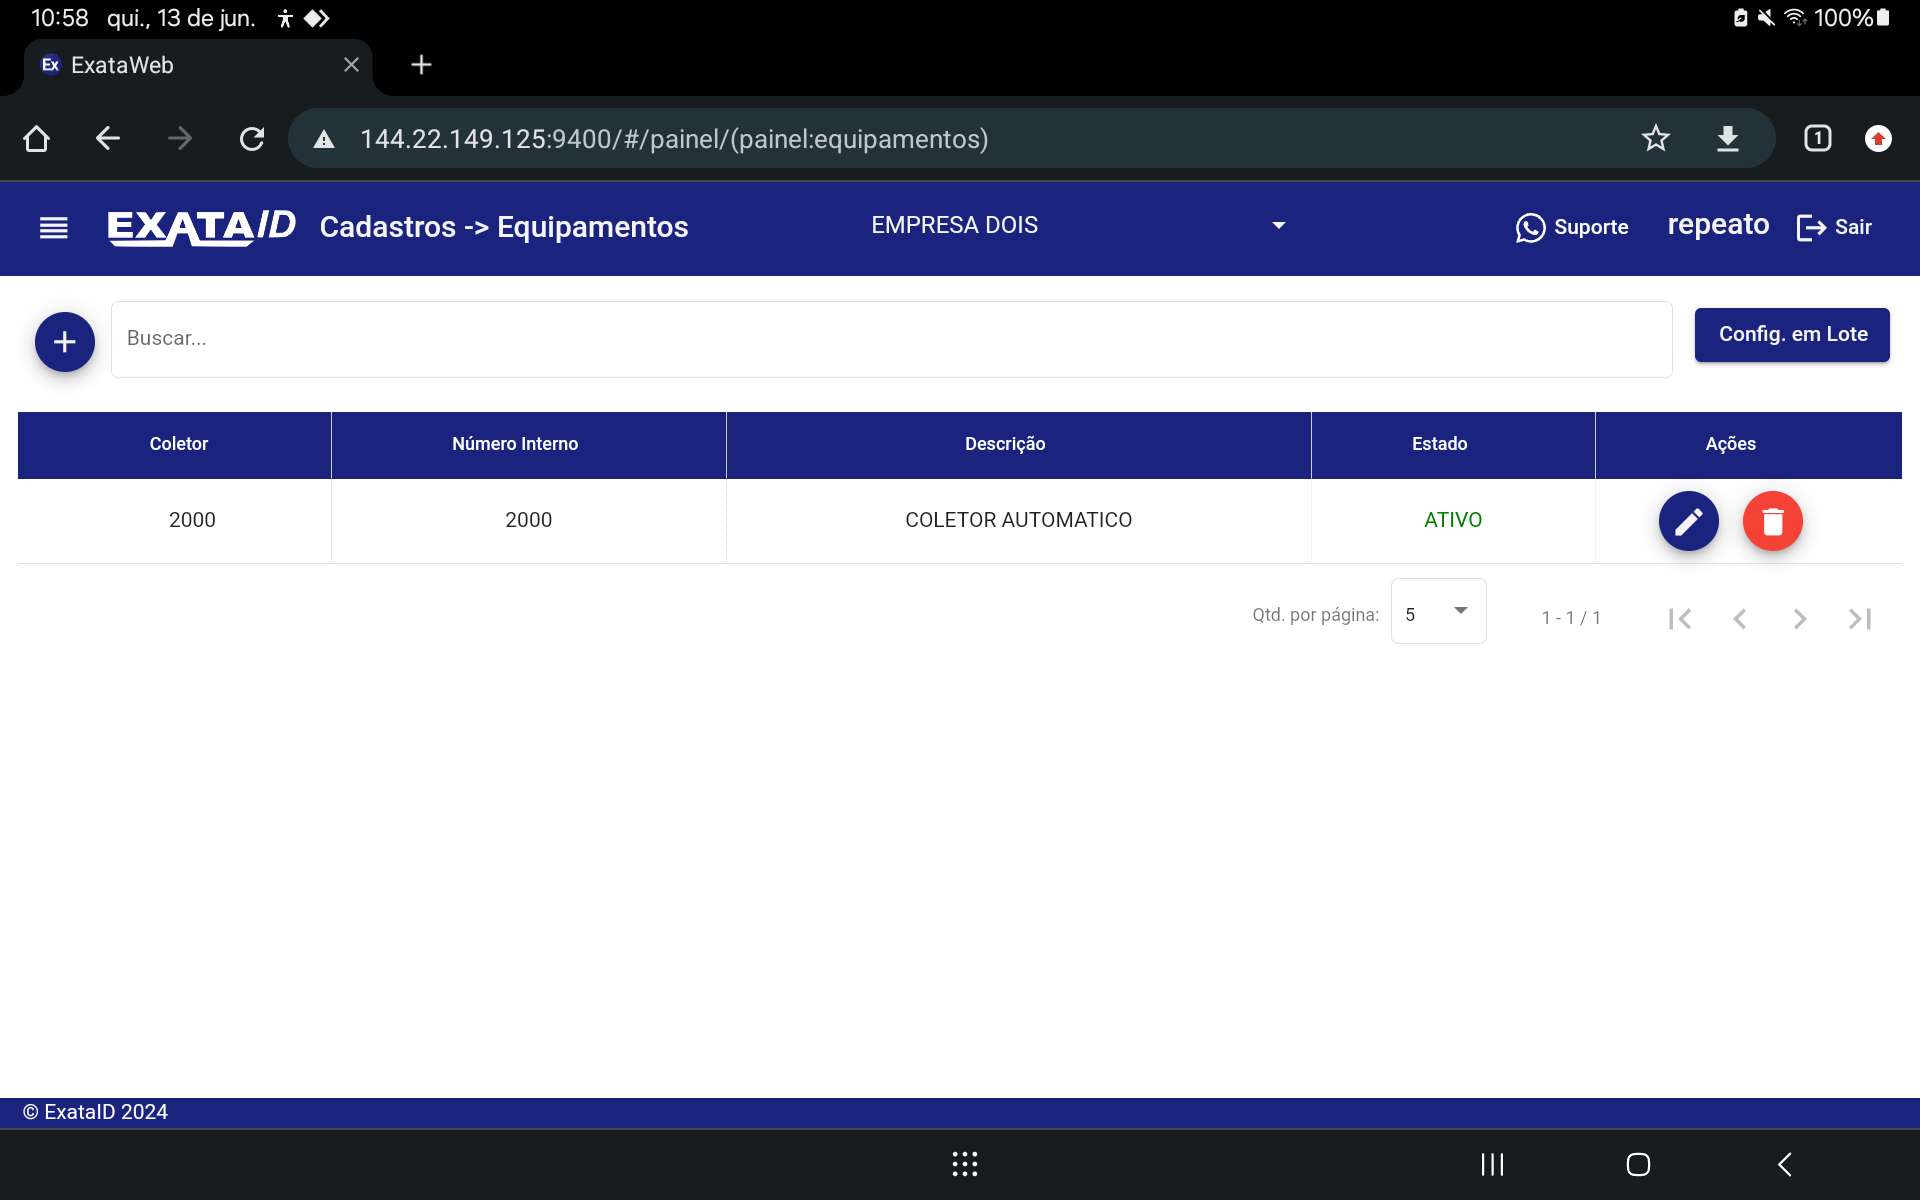 10:58 qui., 13 de jun. 100%
Ex ExataWeb
144.22.149.125:9400/#/painel/(painel:equipamentos) 1
EXATAID Cadastros -> Equipamentos EMPRESA DOIS Suporte repeato Sair
Buscar... Config. em Lote
Coletor Número Interno Descrição Estado Ações
2000 2000 COLETOR AUTOMATICO ATIVO
Qtd. por página: 5 1 - 1 / 1
© ExataID 2024